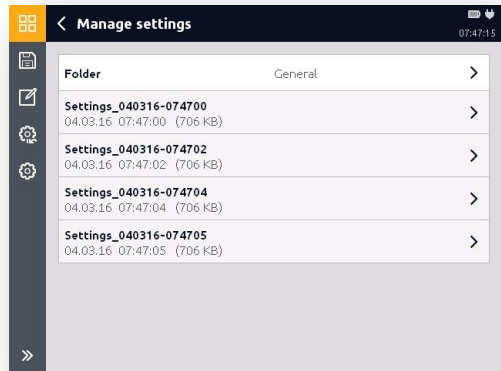 Manage settings
07:47:15
Folder General
Settings_040316-074700
04.03.16 07:47:00 (706 KB)
Settings_040316-074702
04.03.16 07:47:02 (706 KB)
Settings_040316-074704
04.03.16 07:47:04 (706 KB)
Settings_040316-074705
04.03.16 07:47:05 (706 KB)